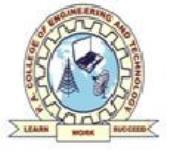 P. A. COLLEGE OF ENGINEERING AND TECHNOLOGY
LEARN
WORK
SUCCEED